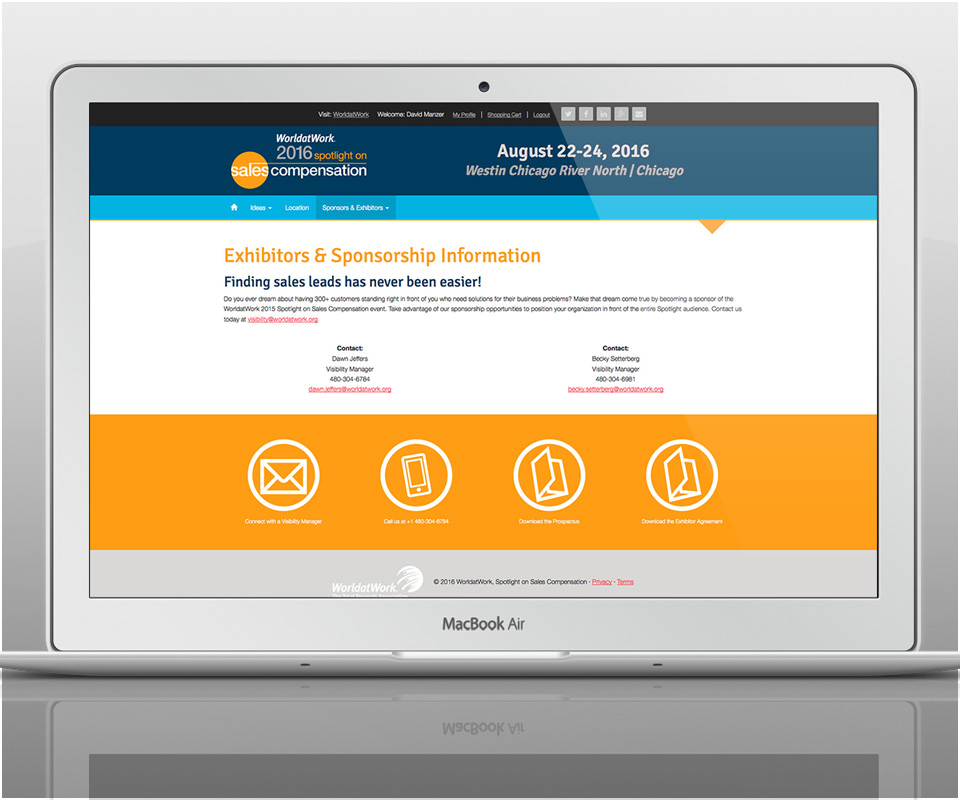 Visit: WorldatWork Welcome: David Manzer My Profile | Shopping Cart | Logout
WorldatWork.
2016 spotlight on
sales compensation
August 22-24, 2016
Westin Chicago River North | Chicago
Ideas Location Sponsors & Exhibitors
Exhibitors & Sponsorship Information
Finding sales leads has never been easier!
Do you ever dream about having 300+ customers standing right in front of you who need solutions for their business problems? Make that dream come true by becoming a sponsor of the
WorldatWork 2015 Spotlight on Sales Compensation event. Take advantage of our sponsorship opportunities to position your organization in front of the entire Spotlight audience. Contact us
today at visibility@worldatwork.org
Contact:
Dawn Jeffers
Visibility Manager
480-304-6784
dawn.jeffers@worldatwork.org
Contact:
Becky Setterberg
Visibility Manager
480-304-6981
becky.setterberg@worldatwork.org
Connect with a Visibility Manager
Call us at +1 480-304-6784
Download the Prospectus
Download the Exhibitor Agreement
WorldatWork
© 2016 WorldatWork, Spotlight on Sales Compensation - Privacy - Terms
MacBook Air
MacBook Air